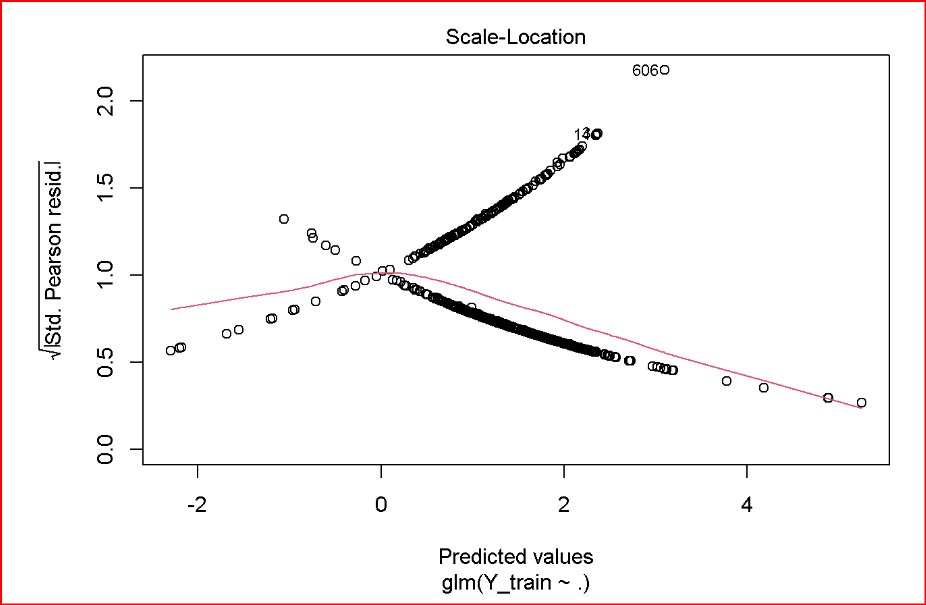 Scale-Location
√|Std. Pearson resid.|
2.0
1.5
1.0
0.5
0.0
606
-2
0
2
4
Predicted values
glm(Y_train ~ .)